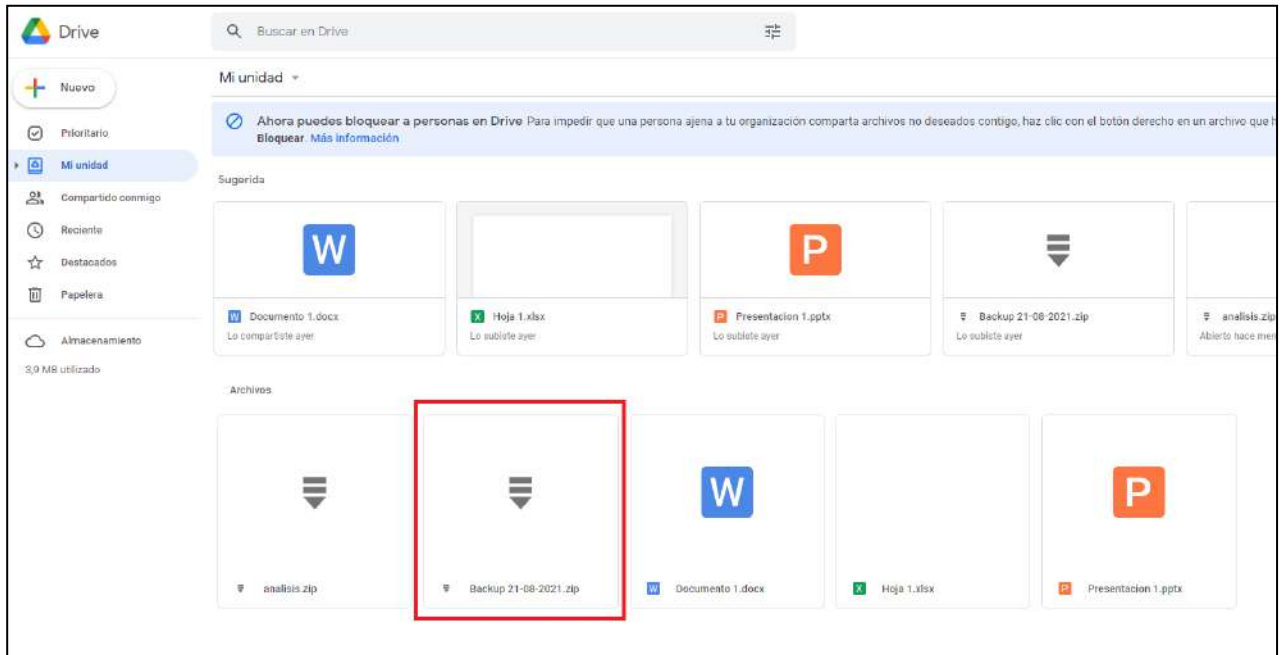 Drive
Buscar en Drive
Nuevo
Mi unidad
Prioritario
Mi unidad
Compartido conmigo
Reciente
Destacados
Papelera
Almacenamiento
3,9 MB utilizado
Ahora puedes bloquear a personas en Drive Para impedir que una persona ajena a tu organización comparta archivos no deseados contigo, haz clic con el botón derecho en un archivo que
Bloquear. Más información
Sugerida
W
P
Documento 1.docx
Lo compartiste ayer
X Hoja 1.xlsx
Lo subiste ayer
Presentacion 1.pptx
Lo subiste ayer
Backup 21-08-2021.zip
Lo subiste ayer
analisis.zip
Abierto hace
Archivos
W
P
analisis.zip
Backup 21-08-2021.zip
W Documento 1.docx
X Hoja 1.xlsx
P Presentacion 1.pptx